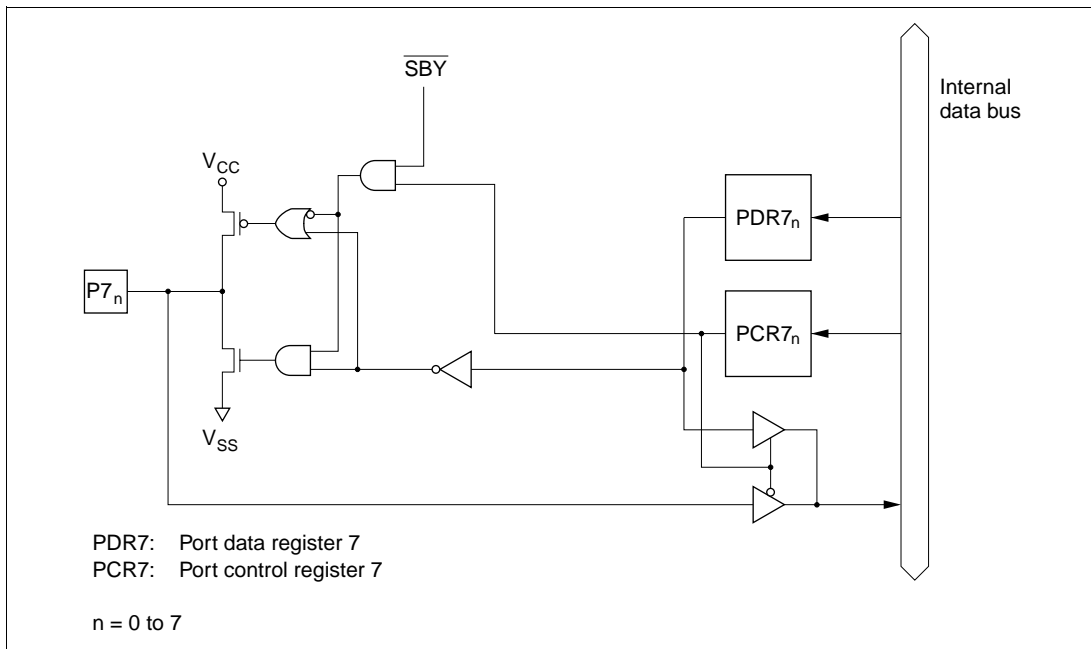 S̅B̅Y̅
Internal
data bus
VCC
PDR7n
P7n
PCR7n
VSS
PDR7: Port data register 7
PCR7: Port control register 7
n = 0 to 7